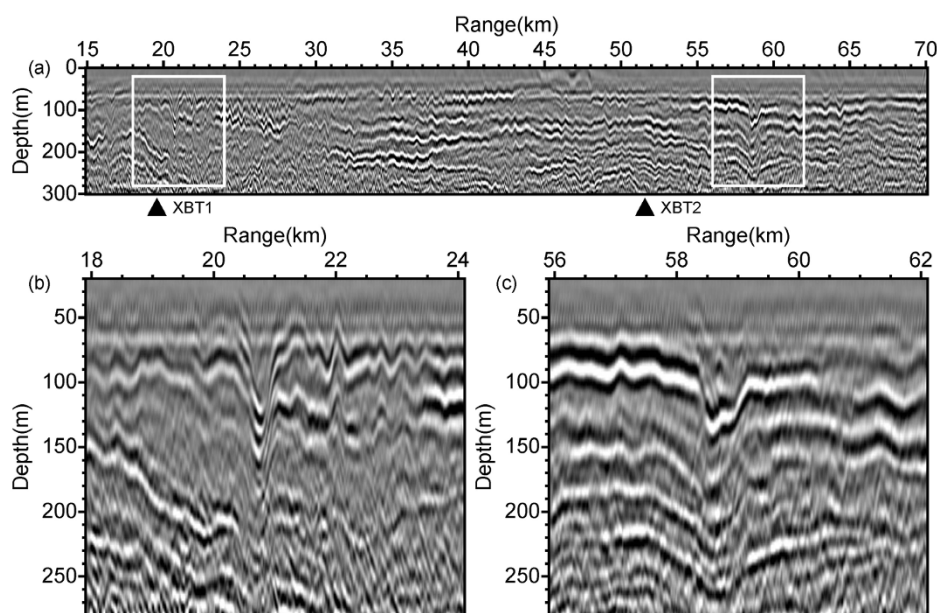 Range(km)
15 20 25 30 35 40 45 50 55 60 65 70
(a)
Depth(m)
0
100
200
300
XBT1 XBT2
Range(km) Range(km)
18 20 22 24 56 58 60 62
(b) (c)
Depth(m) Depth(m)
50 50
100 100
150 150
200 200
250 250